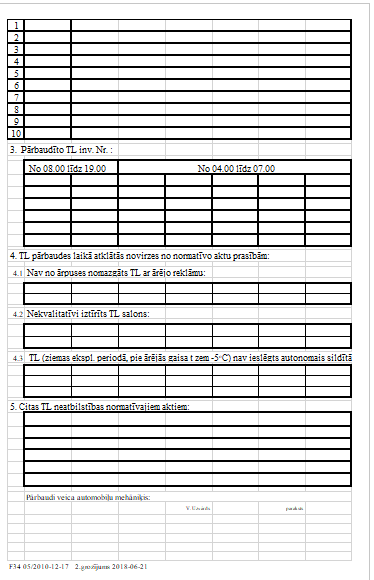 1
2
3
4
5
6
7
8
9
10
3. Pārbaudīto TL inv. Nr. :
No 08.00 līdz 19.00 No 04.00 līdz 07.00
4. TL pārbaudes laikā atklātās novirzes no normatīvo aktu prasībām:
4.1 Nav no ārpuses nomazgāts TL ar ārējo reklāmu:
4.2 Nekvalitatīvi iztīrīts TL salons:
4.3 TL (ziemas ekspl. periodā, pie ārējās gaisa t zem -5°C) nav ieslēgts autonomais sildītā
5. Citas TL neatbilstības normatīvajiem aktiem:
Pārbaudi veica automobiļu mehāniķis:
V. Uzvārds paraksts
F34 05/2010-12-17 2.grozījums 2018-06-21